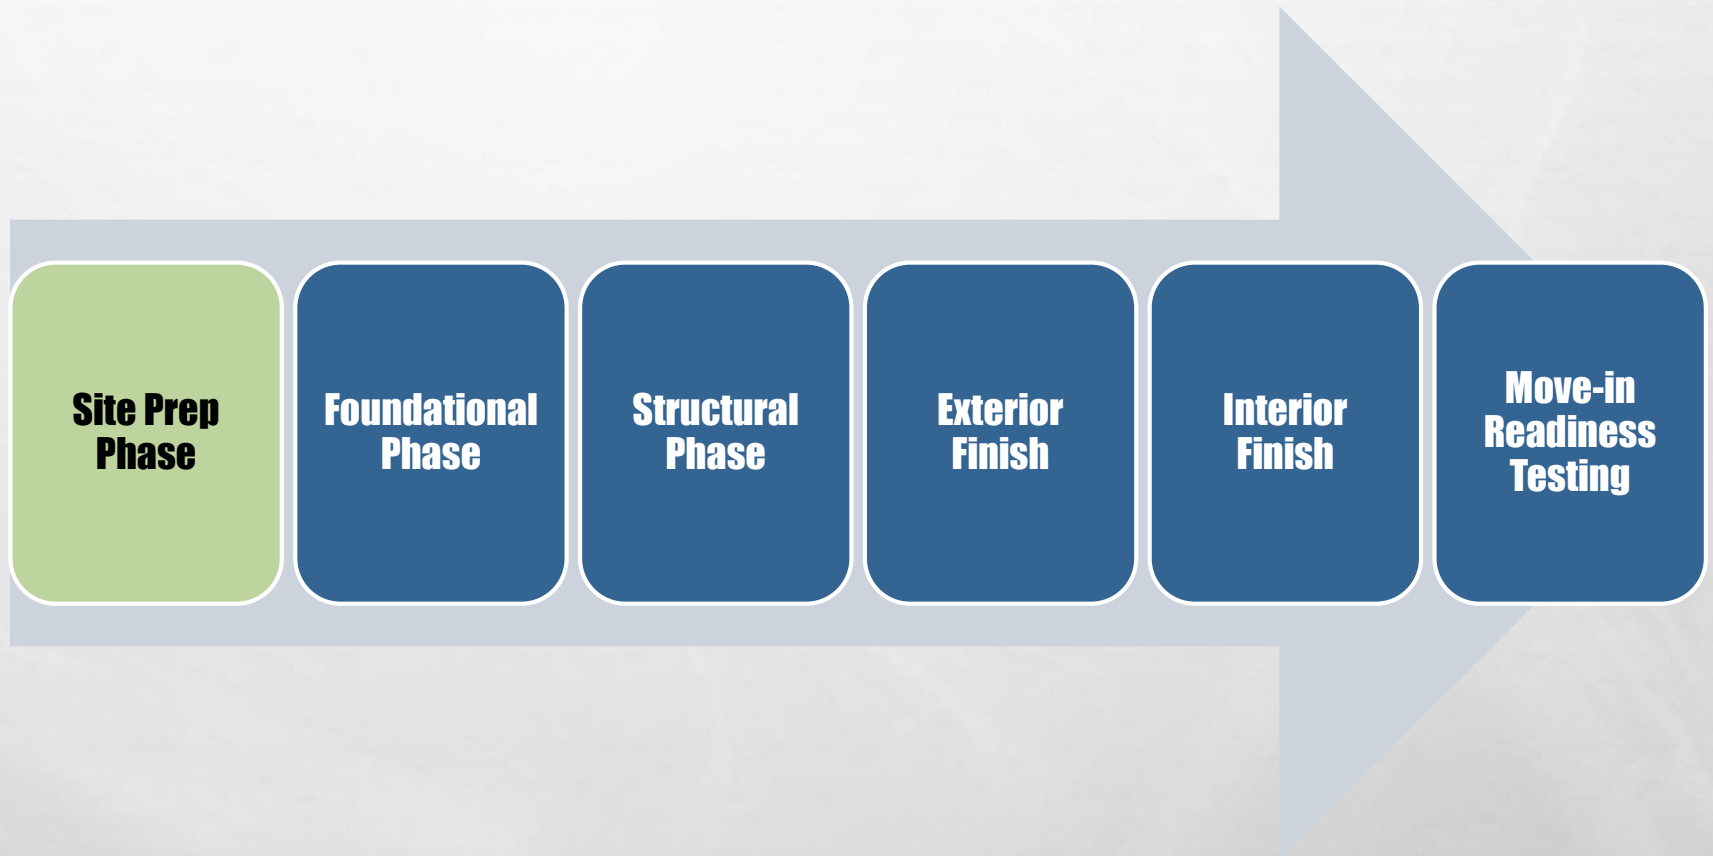 Site Prep
Phase
Foundational
Phase
Structural
Phase
Exterior
Finish
Interior
Finish
Move-in
Readiness
Testing